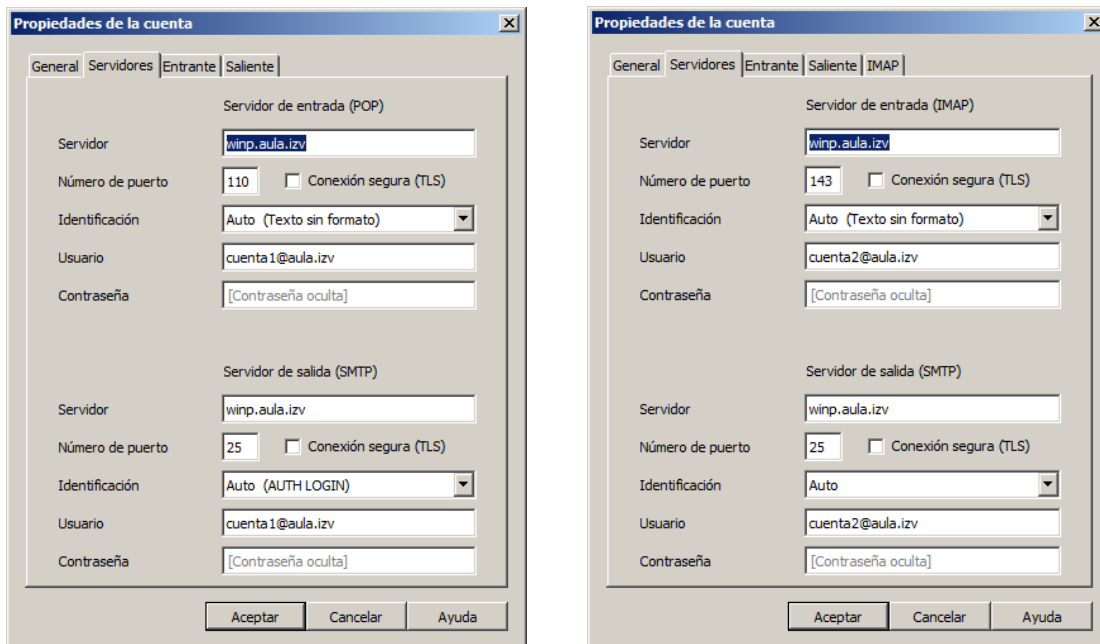 Propiedades de la cuenta
General Servidores Entrante Saliente
Servidor de entrada (POP)
Servidor winp.aula.izv
Número de puerto 110 Conexión segura (TLS)
Identificación Auto (Texto sin formato)
Usuario cuenta1@aula.izv
Contraseña [Contraseña oculta]
Servidor de salida (SMTP)
Servidor winp.aula.izv
Número de puerto 25 Conexión segura (TLS)
Identificación Auto (AUTH LOGIN)
Usuario cuenta1@aula.izv
Contraseña [Contraseña oculta]
Aceptar Cancelar Ayuda
Propiedades de la cuenta
General Servidores Entrante Saliente IMAP
Servidor de entrada (IMAP)
Servidor winp.aula.izv
Número de puerto 143 Conexión segura (TLS)
Identificación Auto (Texto sin formato)
Usuario cuenta2@aula.izv
Contraseña [Contraseña oculta]
Servidor de salida (SMTP)
Servidor winp.aula.izv
Número de puerto 25 Conexión segura (TLS)
Identificación Auto
Usuario cuenta2@aula.izv
Contraseña [Contraseña oculta]
Aceptar Cancelar Ayuda